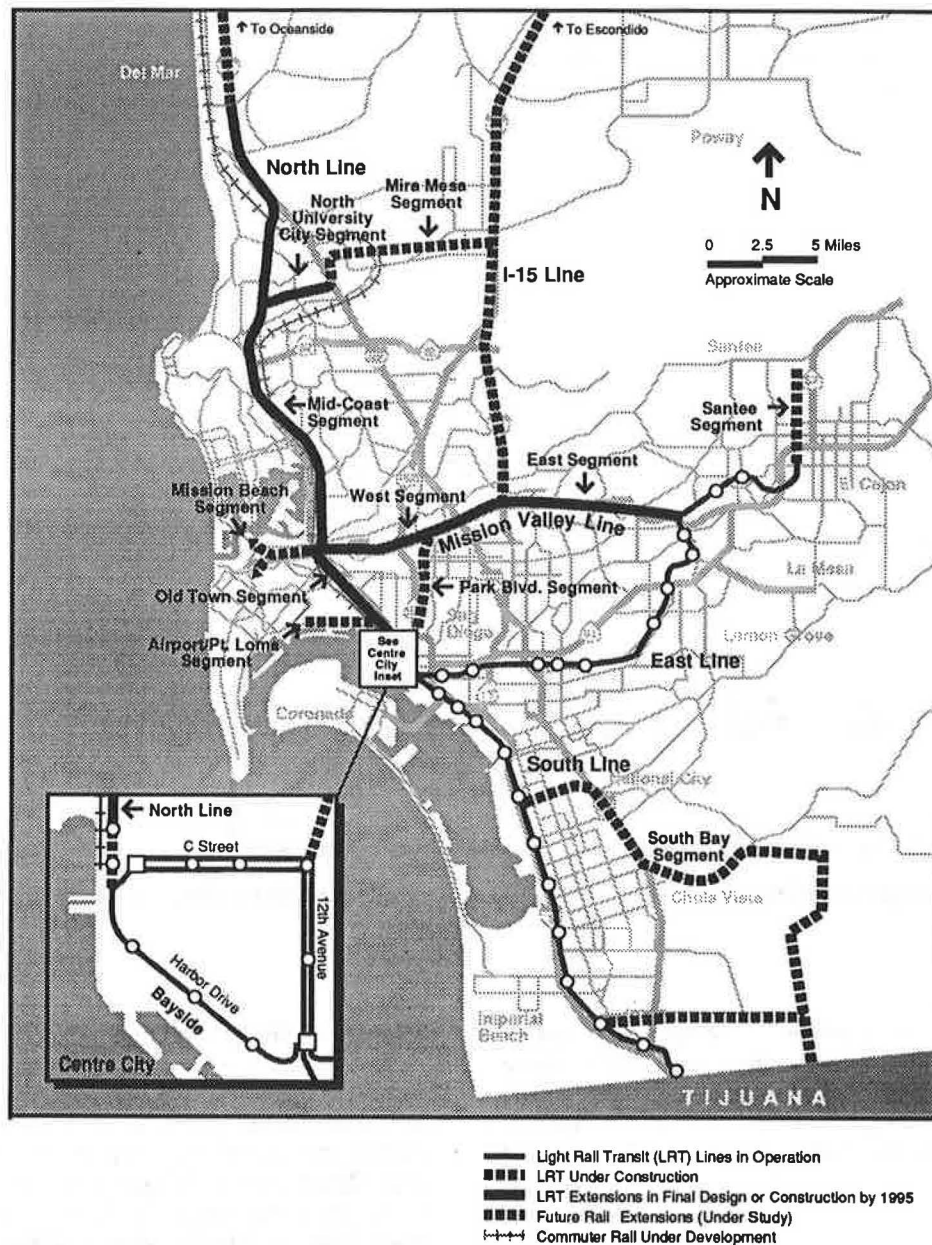 ↑ To Oceanside
↑ To Escondido
Del Mar
Poway
North Line
Mira Mesa
Segment
North
University
City Segment
N
0 2.5 5 Miles
Approximate Scale
I-15 Line
Santee
Mid-Coast
Segment
Santee
Segment
East Segment
El Cajon
Mission Beach
Segment
West Segment
Mission Valley Line
La Mesa
Old Town Segment
Park Blvd. Segment
San
Diego
Airport/Pt. Loma
Segment
See
Centre
City
Inset
Lemon Grove
East Line
Coronado
South Line
National City
South Bay
Segment
Chula Vista
North Line
C Street
12th Avenue
Harbor Drive
Bayside
Centre City
Imperial
Beach
TIJUANA
Light Rail Transit (LRT) Lines in Operation
LRT Under Construction
LRT Extensions in Final Design or Construction by 1995
Future Rail Extensions (Under Study)
Commuter Rail Under Development